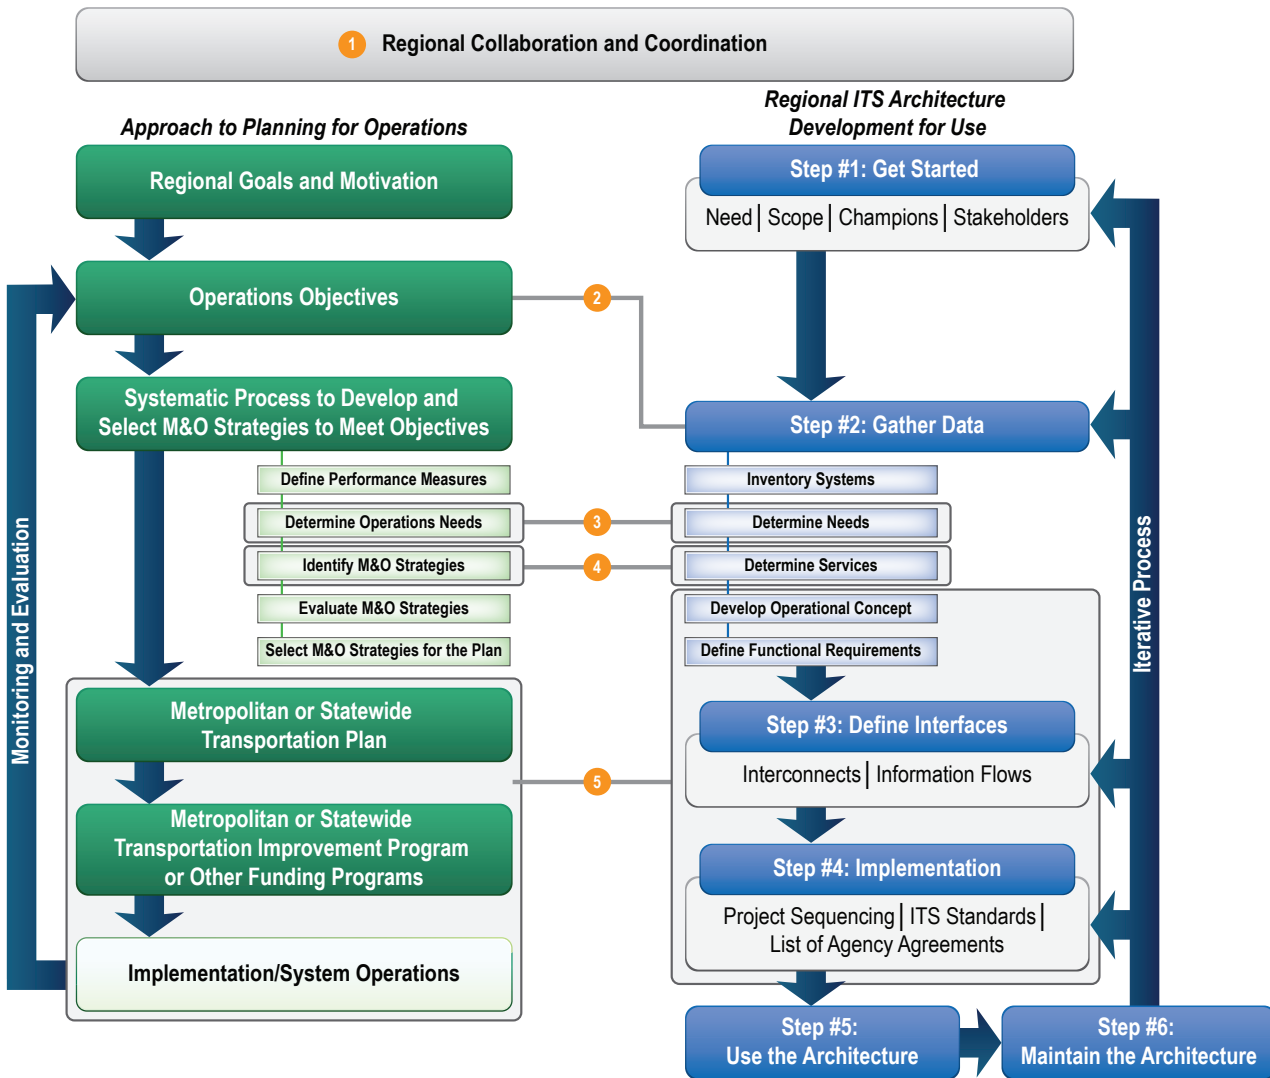 1 Regional Collaboration and Coordination
Approach to Planning for Operations
Regional Goals and Motivation
Operations Objectives
Systematic Process to Develop and
Select M&O Strategies to Meet Objectives
Define Performance Measures
Determine Operations Needs
Identify M&O Strategies
Evaluate M&O Strategies
Select M&O Strategies for the Plan
Metropolitan or Statewide
Transportation Plan
Metropolitan or Statewide
Transportation Improvement Program
or Other Funding Programs
Implementation/System Operations
Monitoring and Evaluation
2
3
4
5
Regional ITS Architecture
Development for Use
Step #1: Get Started
Need | Scope | Champions | Stakeholders
Step #2: Gather Data
Inventory Systems
Determine Needs
Determine Services
Develop Operational Concept
Define Functional Requirements
Step #3: Define Interfaces
Interconnects | Information Flows
Step #4: Implementation
Project Sequencing | ITS Standards |
List of Agency Agreements
Step #5:
Use the Architecture
Step #6:
Maintain the Architecture
Iterative Process